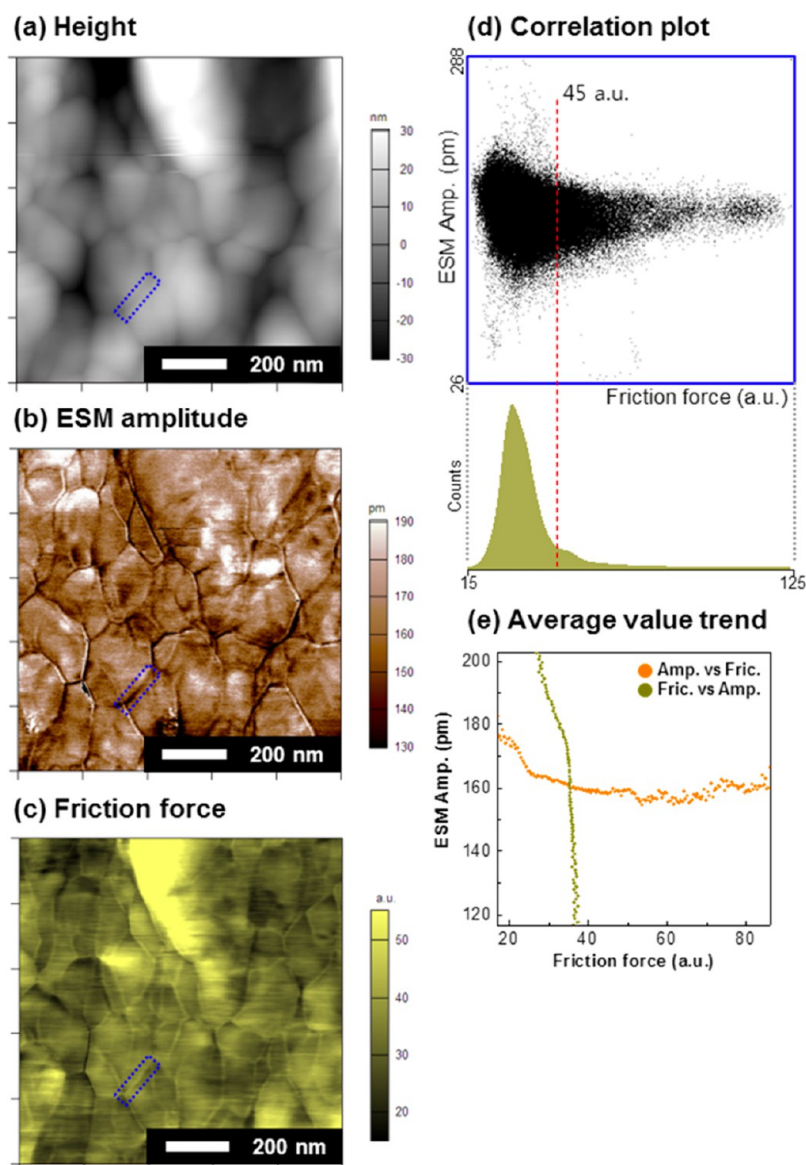 (a) Height
nm
30
20
10
0
-10
-20
-30
200 nm
(b) ESM amplitude
pm
190
180
170
160
150
140
130
200 nm
(c) Friction force
a.u.
50
40
30
20
200 nm
(d) Correlation plot
288
45 a.u.
ESM Amp. (pm)
26
Friction force (a.u.)
Counts
15
125
(e) Average value trend
200
Amp. vs Fric.
Fric. vs Amp.
180
ESM Amp. (pm)
160
140
120
20
40
60
80
Friction force (a.u.)